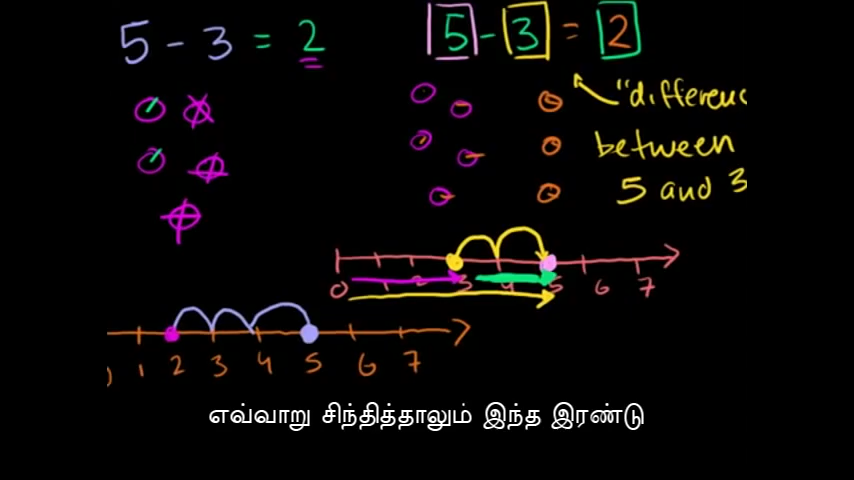 5 - 3 = 2
5 - 3 = 2
"differenc
between
5 and 3
0 1 2 3 4 5 6 7
1 2 3 4 5 6 7
எவ்வாறு சிந்தித்தாலும் இந்த இரண்டு